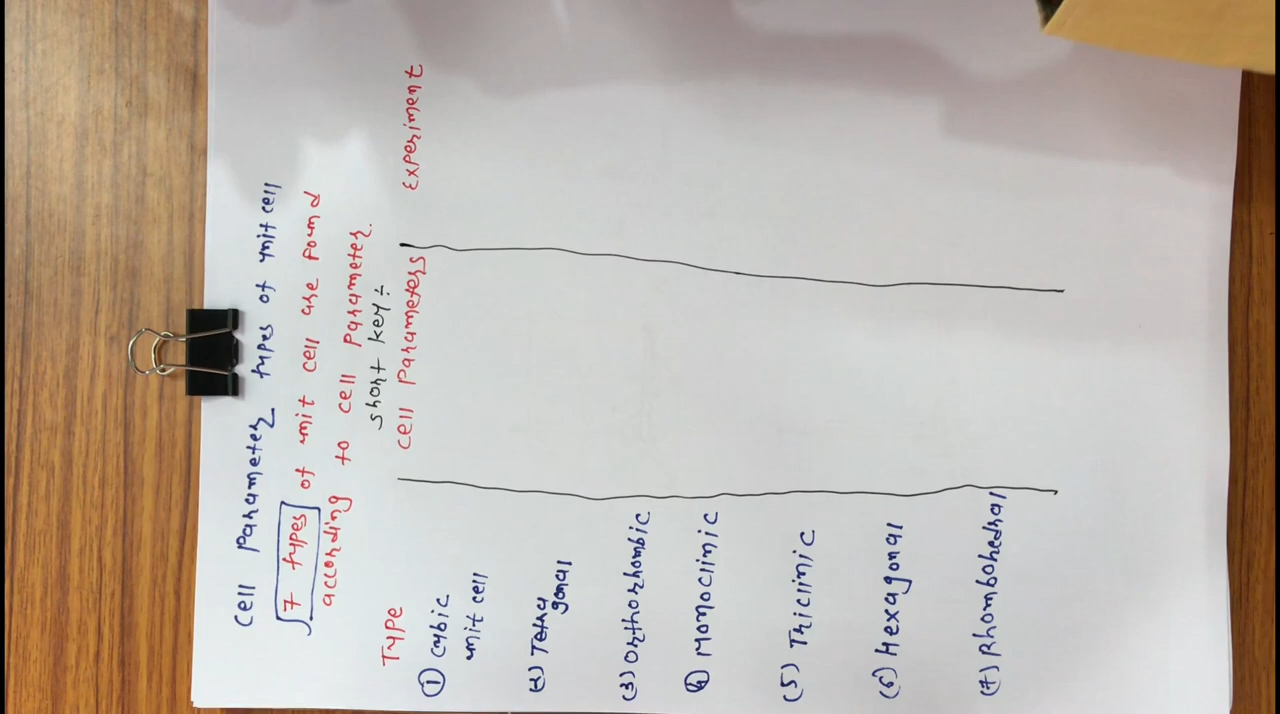 Cell Parameter types of unit cell
7 types of unit cell are found
according to cell parameter.
short key ÷
TYPE cell Parameters Experiment
① Cubic
unit cell
(2) Tetra
gonal
(3) Orthorhombic
④ Monoclinic
(5) Triclinic
(6) Hexagonal
(7) Rhombohedral